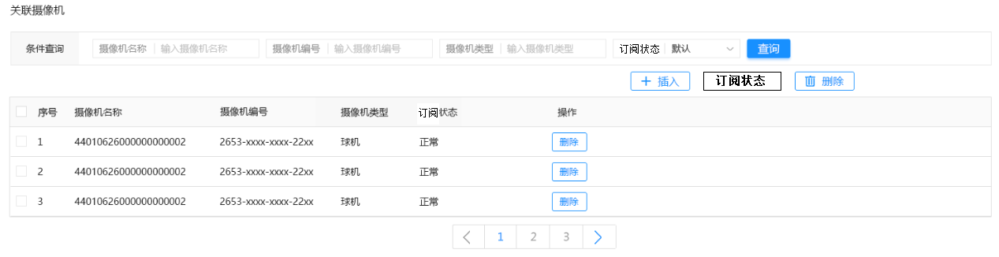 关联摄像机
条件查询 摄像机名称 输入摄像机名称 摄像机编号 输入摄像机编号 摄像机类型 输入摄像机类型 订阅状态 默认 查询
插入 订阅状态 删除
序号 摄像机名称 摄像机编号 摄像机类型 订阅状态 操作
1 44010626000000000002 2653-xxxx-xxxx-22xx 球机 正常 删除
2 44010626000000000002 2653-xxxx-xxxx-22xx 球机 正常 删除
3 44010626000000000002 2653-xxxx-xxxx-22xx 球机 正常 删除
1 2 3